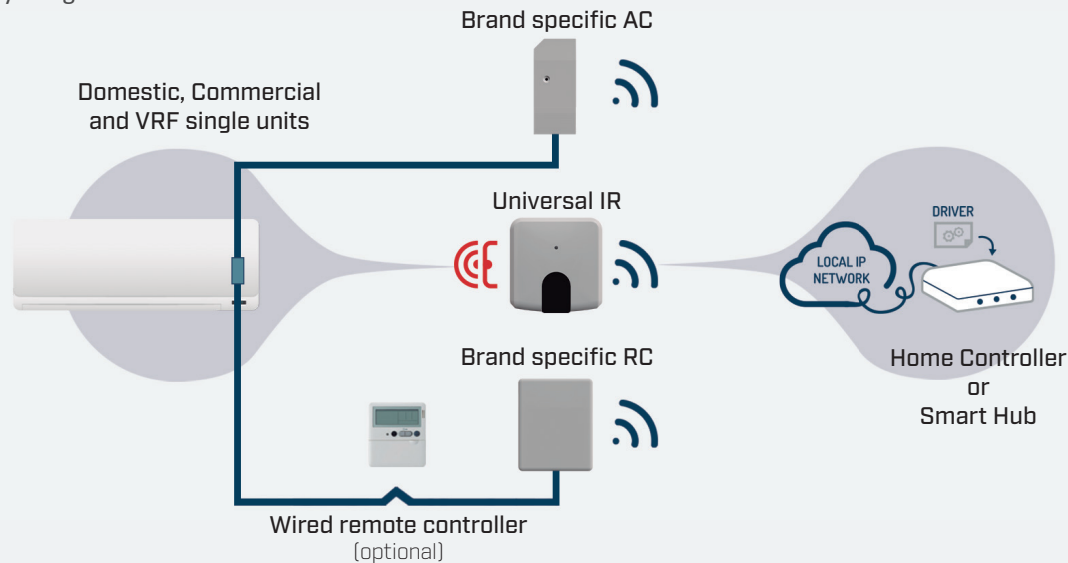 Brand specific AC
Domestic, Commercial
and VRF single units
Universal IR
DRIVER
LOCAL IP
NETWORK
Brand specific RC
Home Controller
or
Smart Hub
Wired remote controller
(optional)